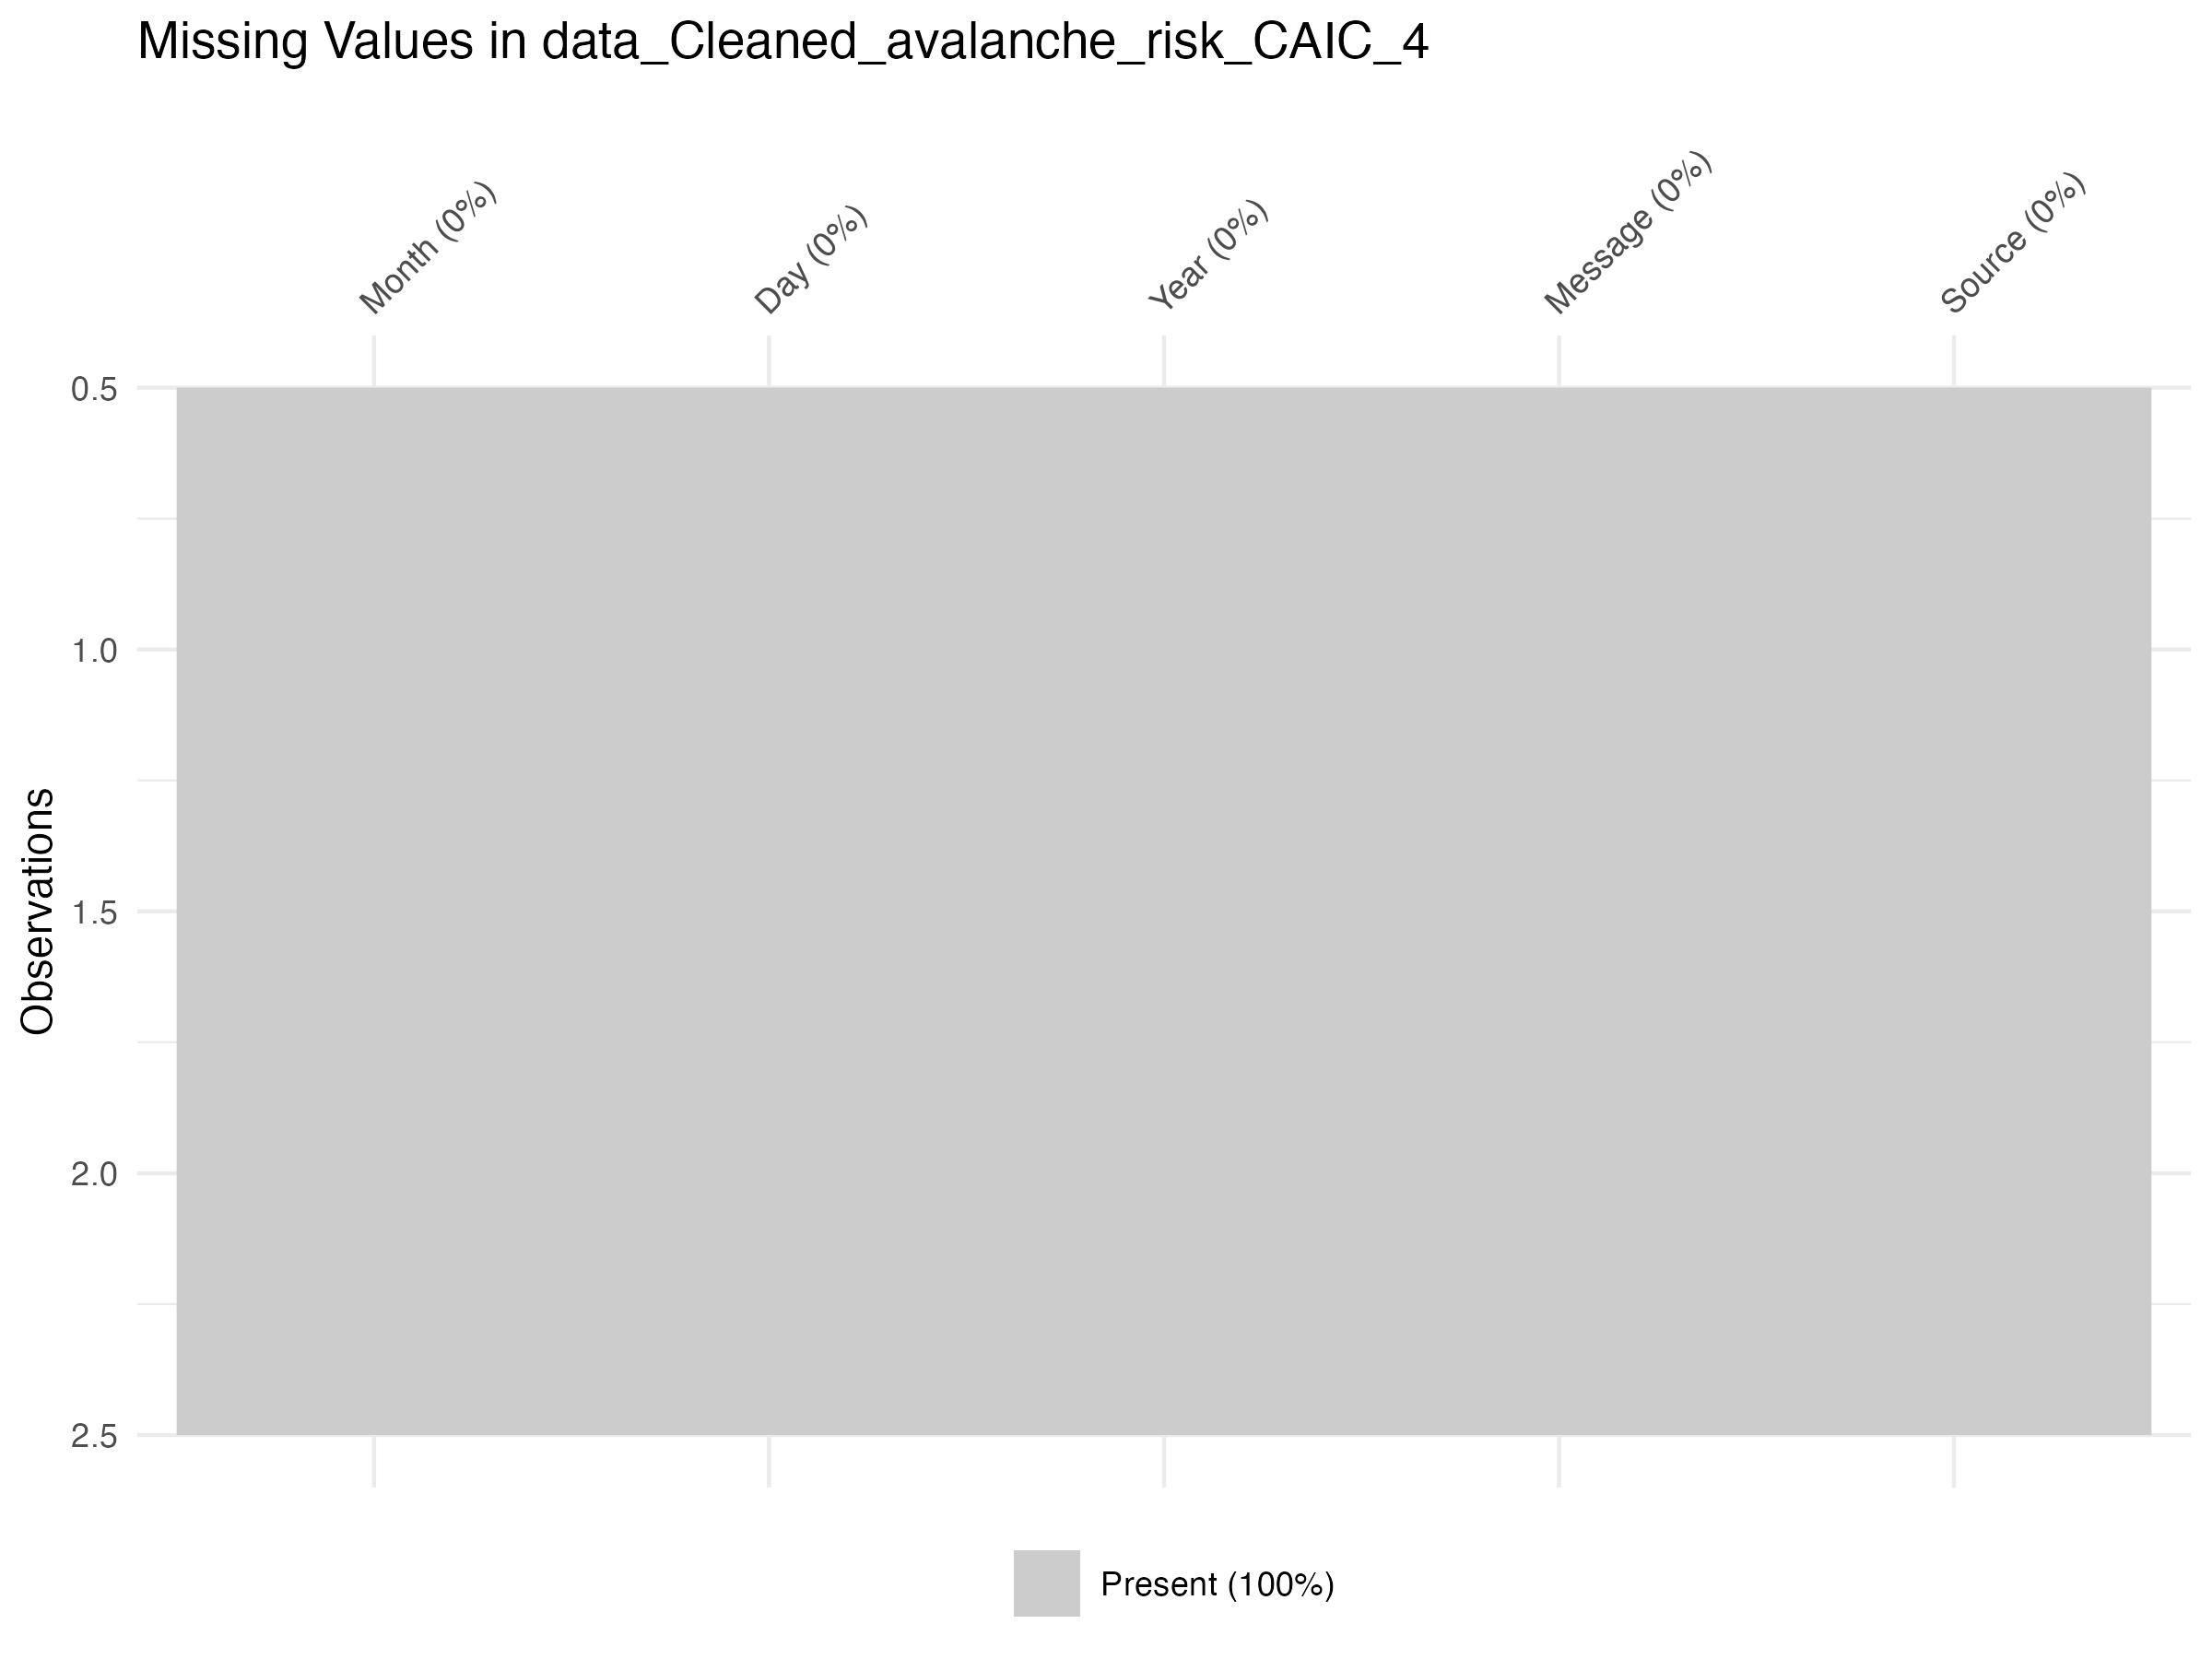 Missing Values in data_Cleaned_avalanche_risk_CAIC_4
Month (0%)
Day (0%)
Year (0%)
Message (0%)
Source (0%)
Observations
0.5
1.0
1.5
2.0
2.5
Present (100%)